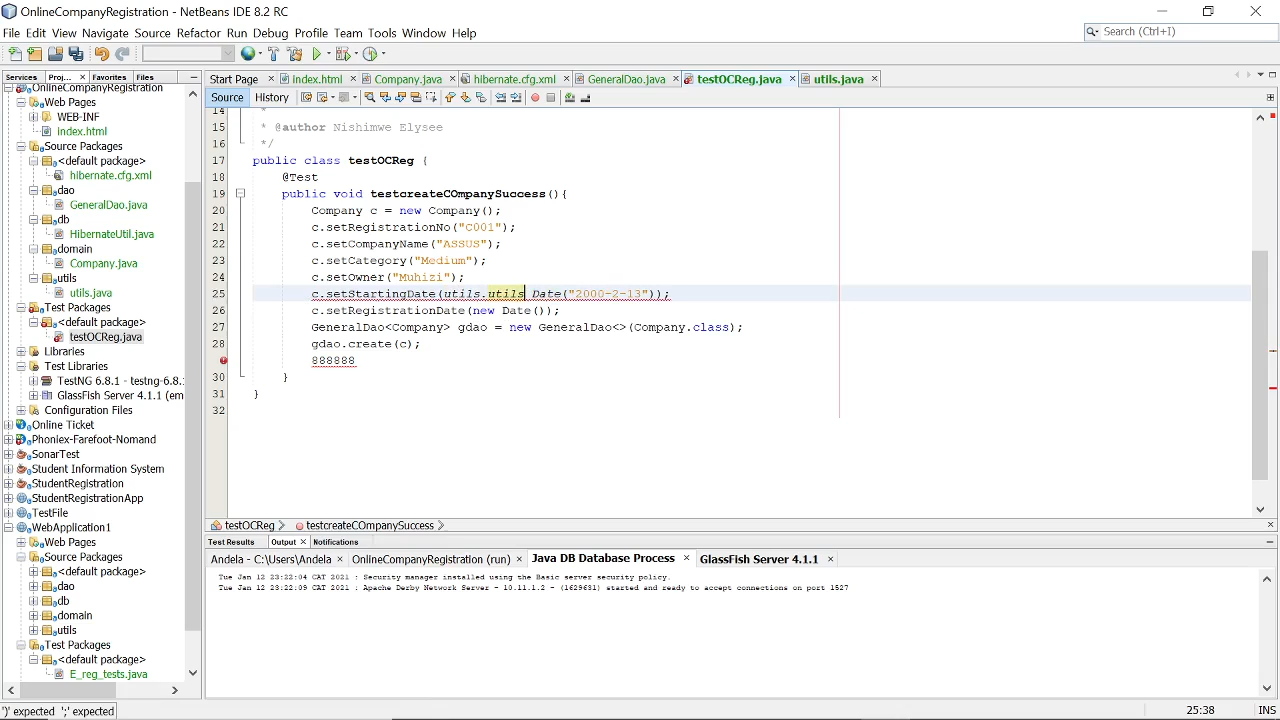 OnlineCompanyRegistration - NetBeans IDE 8.2 RC
File Edit View Navigate Source Refactor Run Debug Profile Team Tools Window Help
Search (Ctrl+I)
Services Proj... Favorites Files
Start Page index.html Company.java hibernate.cfg.xml GeneralDao.java testOCReg.java utils.java
Source History
OnlineCompanyRegistration
Web Pages
WEB-INF
index.html
Source Packages
<default package>
hibernate.cfg.xml
dao
GeneralDao.java
db
HibernateUtil.java
domain
Company.java
utils
utils.java
Test Packages
<default package>
testOCReg.java
Libraries
Test Libraries
TestNG 6.8.1 - testng-6.8.
GlassFish Server 4.1.1 (em
Configuration Files
Online Ticket
Phoniex-Farefoot-Nomand
SonarTest
Student Information System
StudentRegistration
StudentRegistrationApp
TestFile
WebApplication1
Web Pages
Source Packages
<default package>
dao
db
domain
utils
Test Packages
<default package>
E_reg_tests.java
14 *
15 * @author Nishimwe Elysee
16 */
17 public class testOCReg {
18 @Test
19 public void testcreateCOmpanySuccess(){
20 Company c = new Company();
21 c.setRegistrationNo("C001");
22 c.setCompanyName("ASSUS");
23 c.setCategory("Medium");
24 c.setOwner("Muhizi");
25 c.setStartingDate(utils.utils Date("2000-2-13"));
26 c.setRegistrationDate(new Date());
27 GeneralDao<Company> gdao = new GeneralDao<>(Company.class);
28 gdao.create(c);
888888
30 }
31 }
32
testOCReg testcreateCOmpanySuccess
Test Results Output Notifications
Andela - C:\Users\Andela OnlineCompanyRegistration (run) Java DB Database Process GlassFish Server 4.1.1
Tue Jan 12 23:22:04 CAT 2021 : Security manager installed using the Basic server security policy.
Tue Jan 12 23:22:09 CAT 2021 : Apache Derby Network Server - 10.11.1.2 - (1629631) started and ready to accept connections on port 1527
')' expected ';' expected
25:38 INS